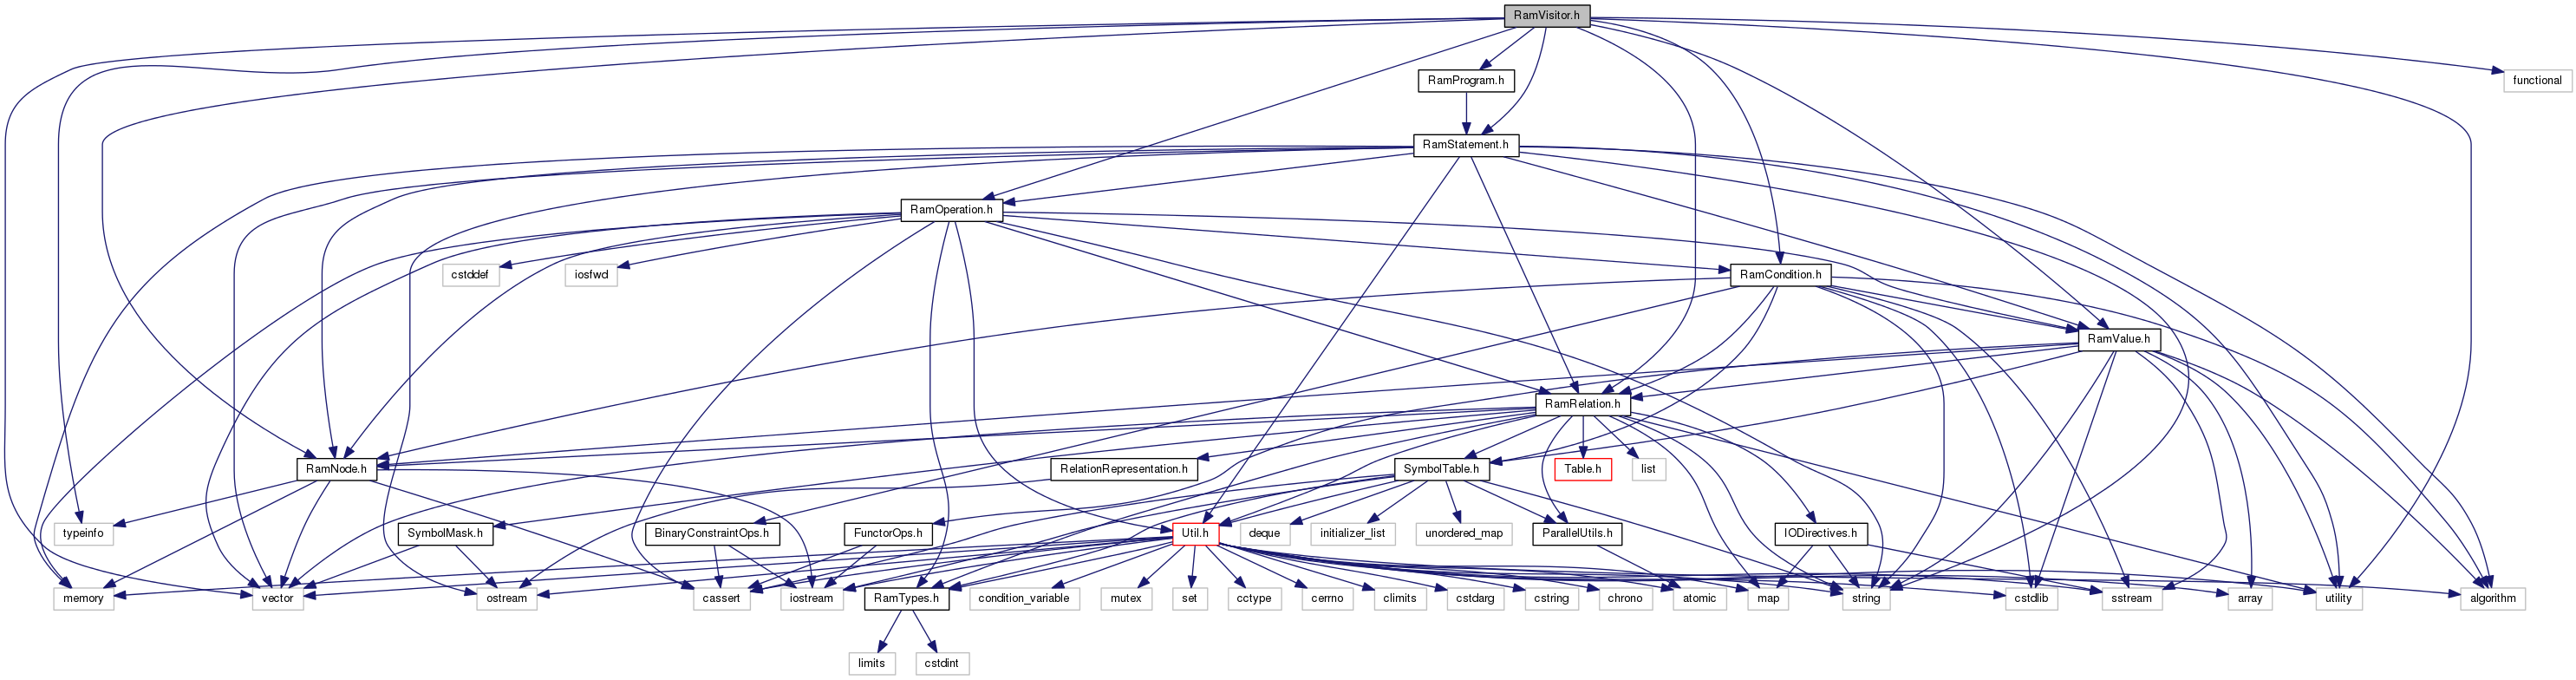 RamVisitor.h
RamProgram.h
functional
RamStatement.h
RamOperation.h
cstddef
iosfwd
RamCondition.h
RamValue.h
RamRelation.h
RamNode.h
RelationRepresentation.h
SymbolTable.h
Table.h
list
typeinfo
SymbolMask.h
BinaryConstraintOps.h
FunctorOps.h
Util.h
deque
initializer_list
unordered_map
ParallelUtils.h
IODirectives.h
memory
vector
ostream
cassert
iostream
RamTypes.h
condition_variable
mutex
set
cctype
cerrno
climits
cstdarg
cstring
chrono
atomic
map
string
cstdlib
sstream
array
utility
algorithm
limits
cstdint